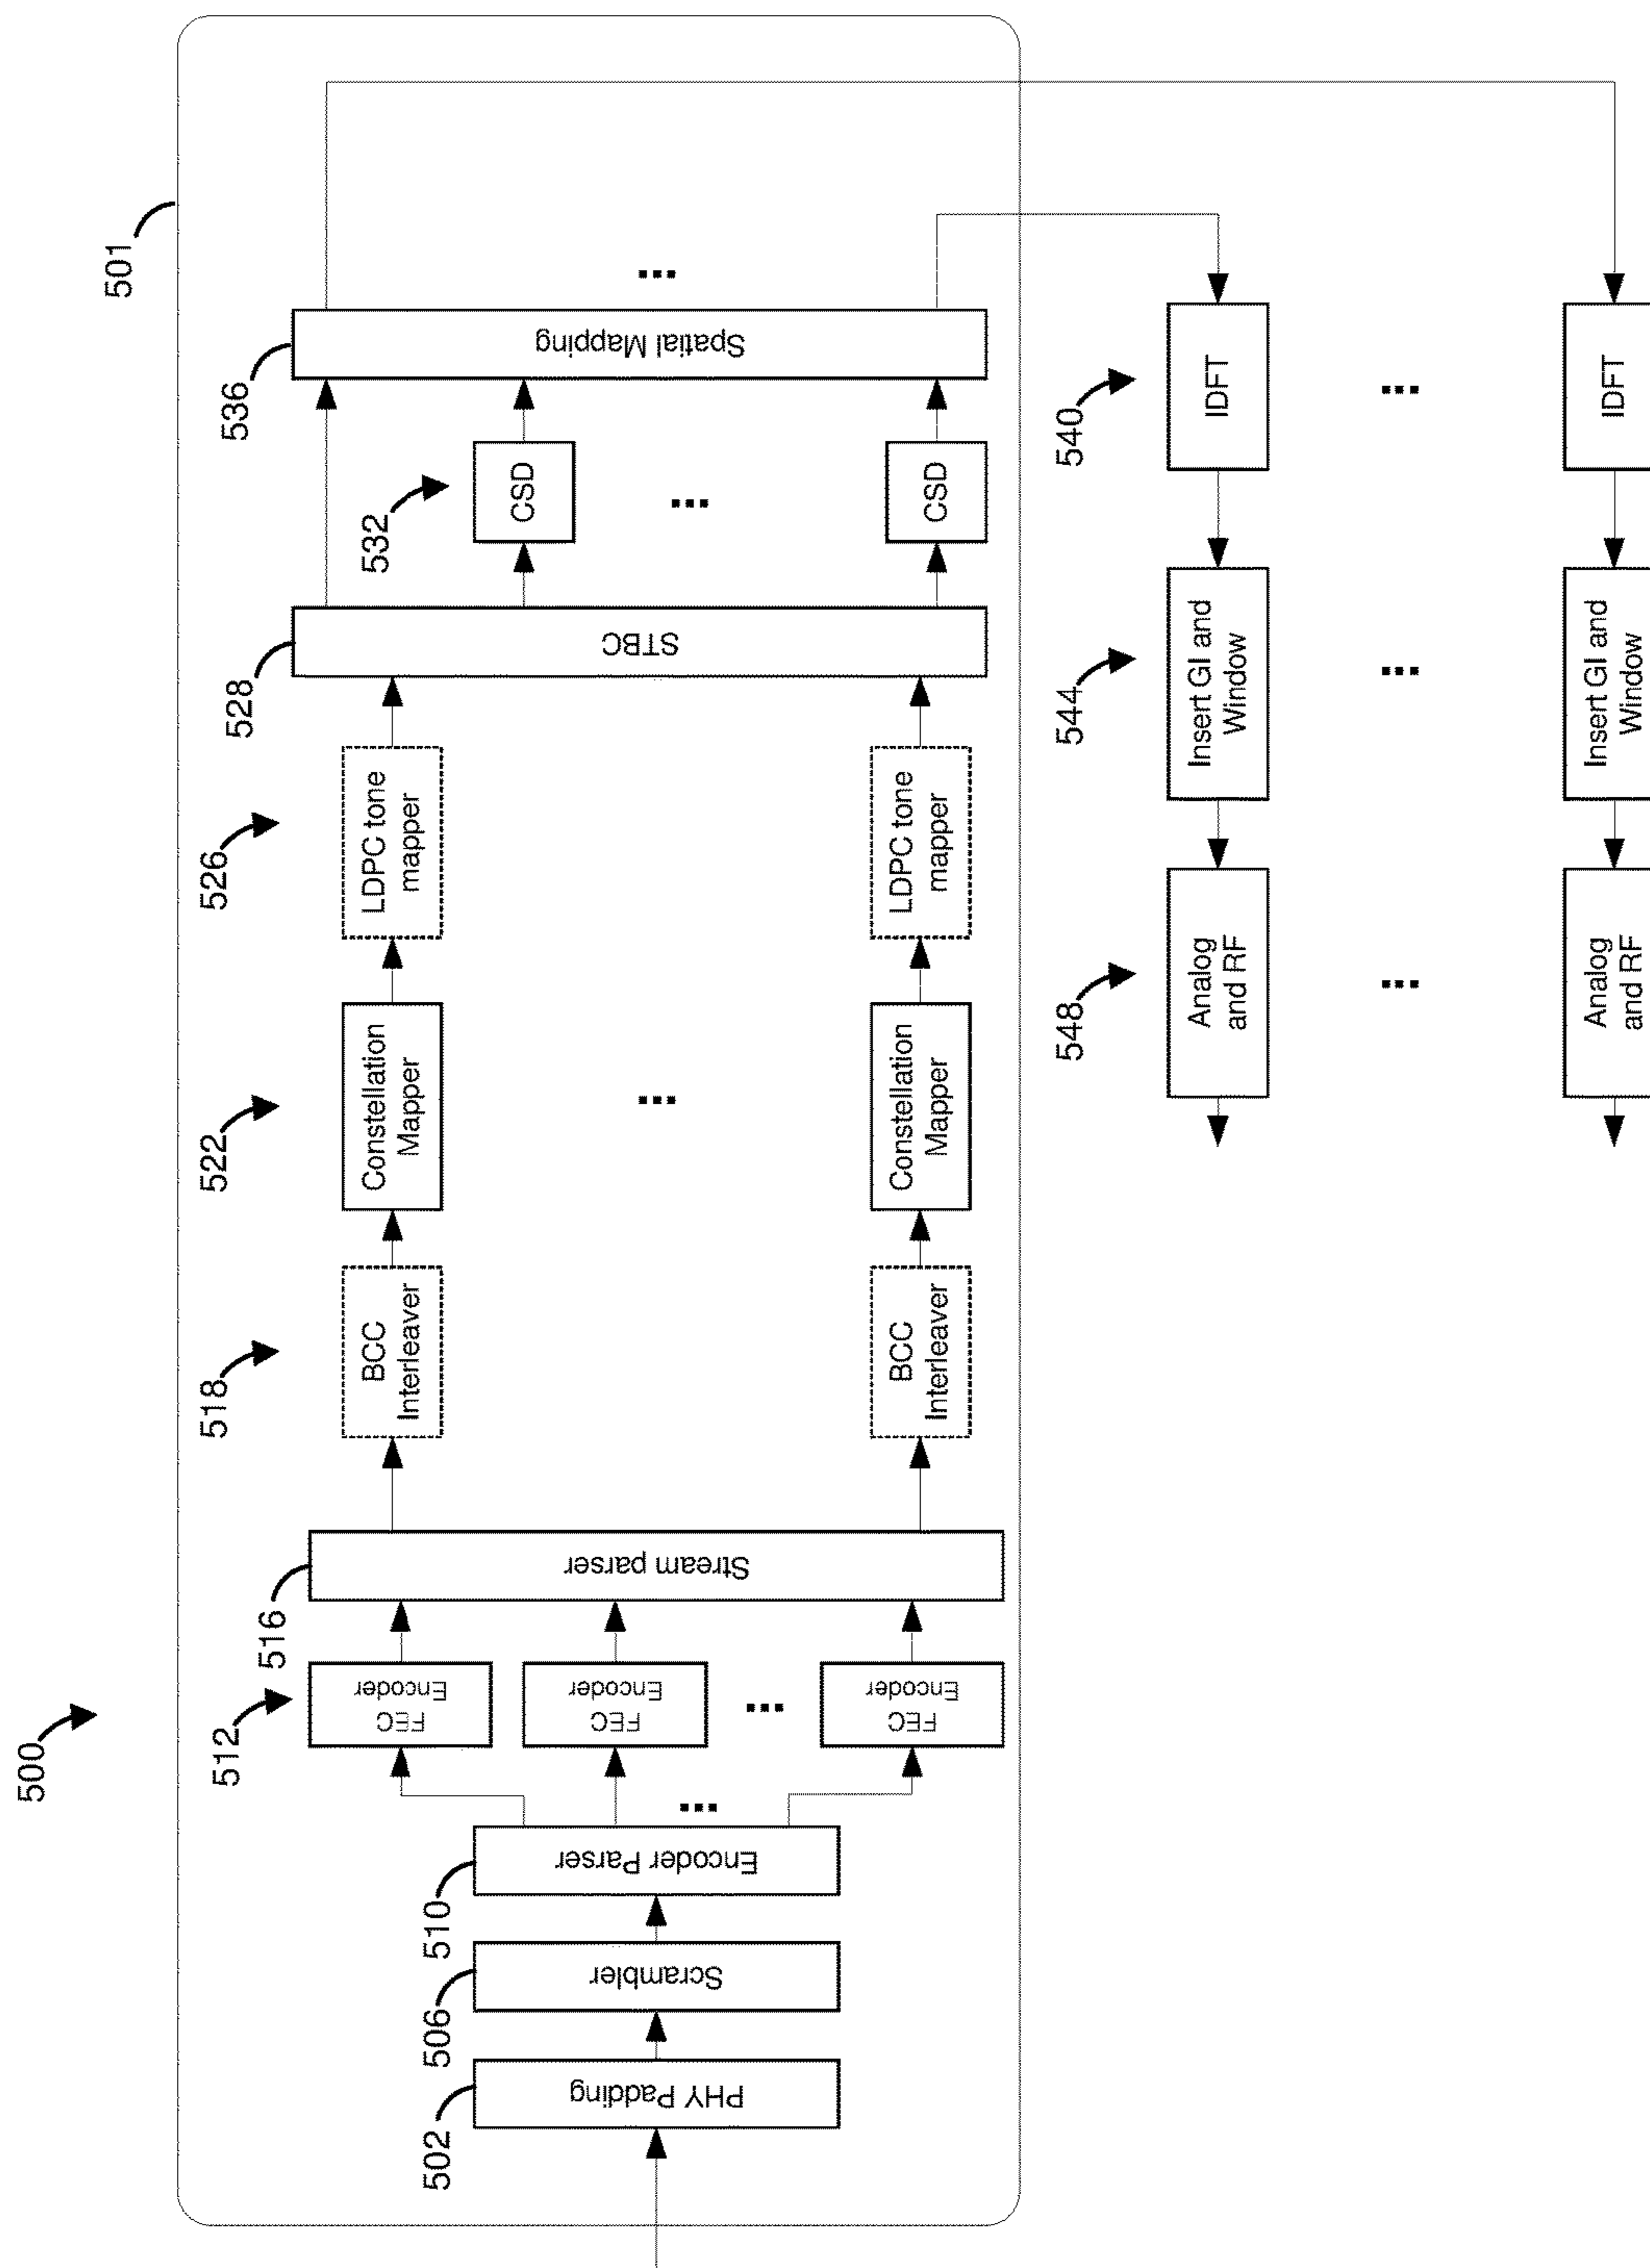 500
501
502
PHY Padding
506
Scrambler
510
Encoder Parser
...
512
FEC
Encoder
FEC
Encoder
...
FEC
Encoder
516
Stream parser
518
BCC
Interleaver
BCC
Interleaver
522
Constellation
Mapper
...
Constellation
Mapper
526
LDPC tone
mapper
LDPC tone
mapper
528
STBC
532
CSD
...
CSD
536
Spatial Mapping
...
540
IDFT
...
IDFT
544
Insert GI and
Window
...
Insert GI and
Window
548
Analog
and RF
...
Analog
and RF